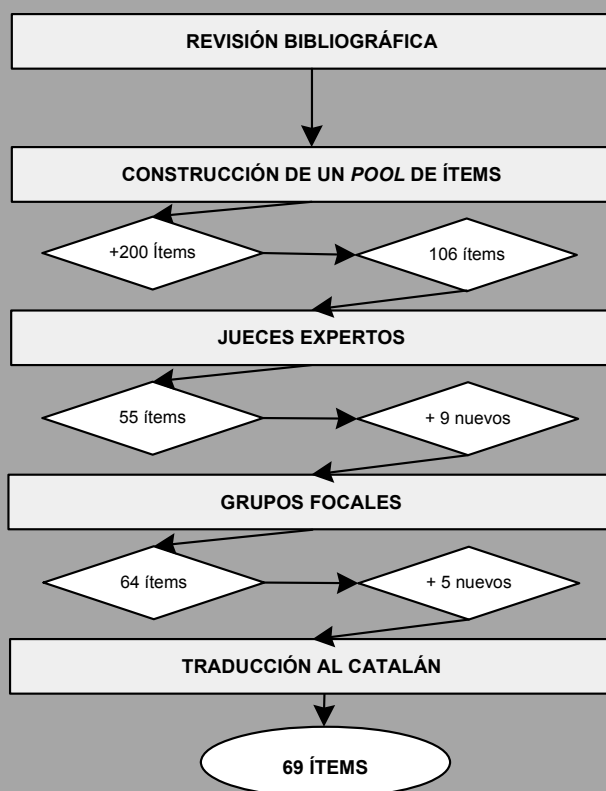 REVISIÓN BIBLIOGRÁFICA
CONSTRUCCIÓN DE UN POOL DE ÍTEMS
+200 Ítems
106 ítems
JUECES EXPERTOS
55 ítems
+ 9 nuevos
GRUPOS FOCALES
64 ítems
+ 5 nuevos
TRADUCCIÓN AL CATALÁN
69 ÍTEMS